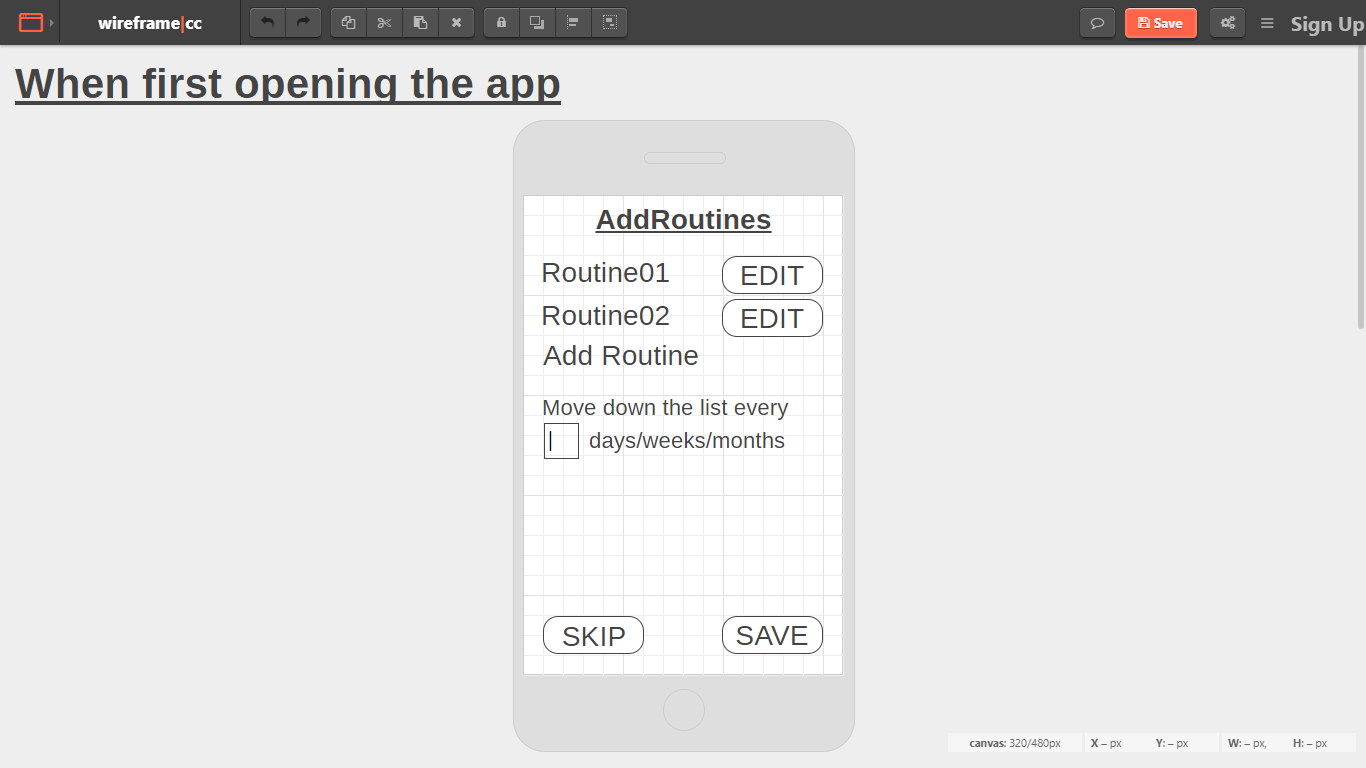 wireframe|cc
Save
Sign Up
When first opening the app
AddRoutines
Routine01 EDIT
Routine02 EDIT
Add Routine
Move down the list every
days/weeks/months
SKIP SAVE
canvas: 320/480px X – px Y: – px W: – px, H: – px